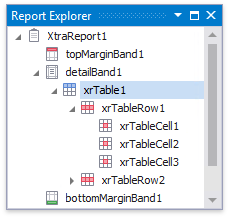 Report Explorer
XtraReport1
topMarginBand1
detailBand1
xrTable1
xrTableRow1
xrTableCell1
xrTableCell2
xrTableCell3
xrTableRow2
bottomMarginBand1